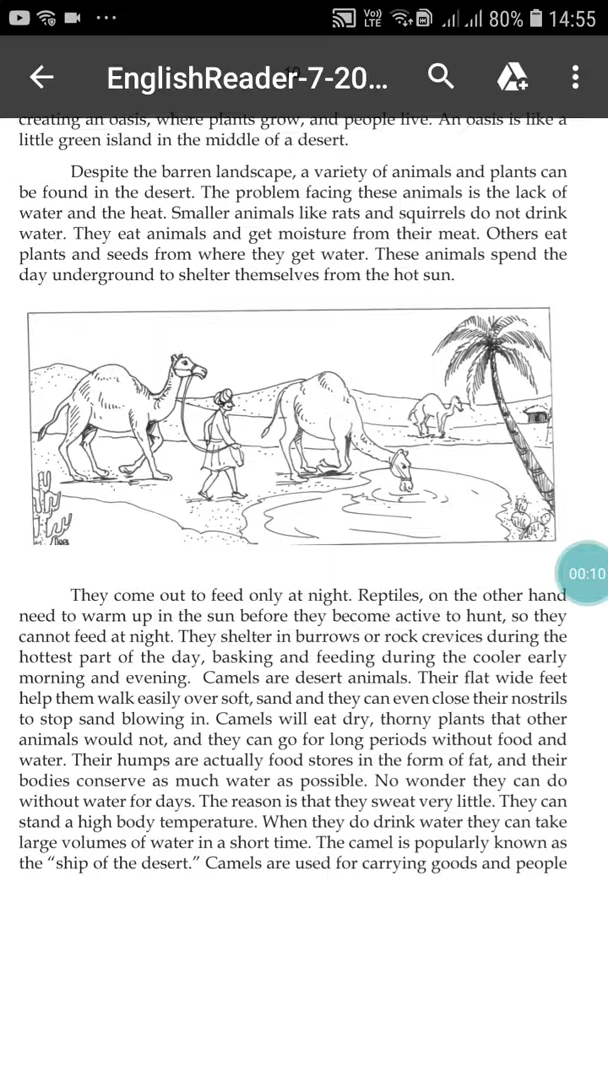 Vo))
LTE
80%
14:55
EnglishReader-7-20...
creating an oasis, where plants grow, and people live. An oasis is like a
little green island in the middle of a desert.
Despite the barren landscape, a variety of animals and plants can
be found in the desert. The problem facing these animals is the lack of
water and the heat. Smaller animals like rats and squirrels do not drink
water. They eat animals and get moisture from their meat. Others eat
plants and seeds from where they get water. These animals spend the
day underground to shelter themselves from the hot sun.
00:10
They come out to feed only at night. Reptiles, on the other hand
need to warm up in the sun before they become active to hunt, so they
cannot feed at night. They shelter in burrows or rock crevices during the
hottest part of the day, basking and feeding during the cooler early
morning and evening. Camels are desert animals. Their flat wide feet
help them walk easily over soft, sand and they can even close their nostrils
to stop sand blowing in. Camels will eat dry, thorny plants that other
animals would not, and they can go for long periods without food and
water. Their humps are actually food stores in the form of fat, and their
bodies conserve as much water as possible. No wonder they can do
without water for days. The reason is that they sweat very little. They can
stand a high body temperature. When they do drink water they can take
large volumes of water in a short time. The camel is popularly known as
the “ship of the desert.” Camels are used for carrying goods and people